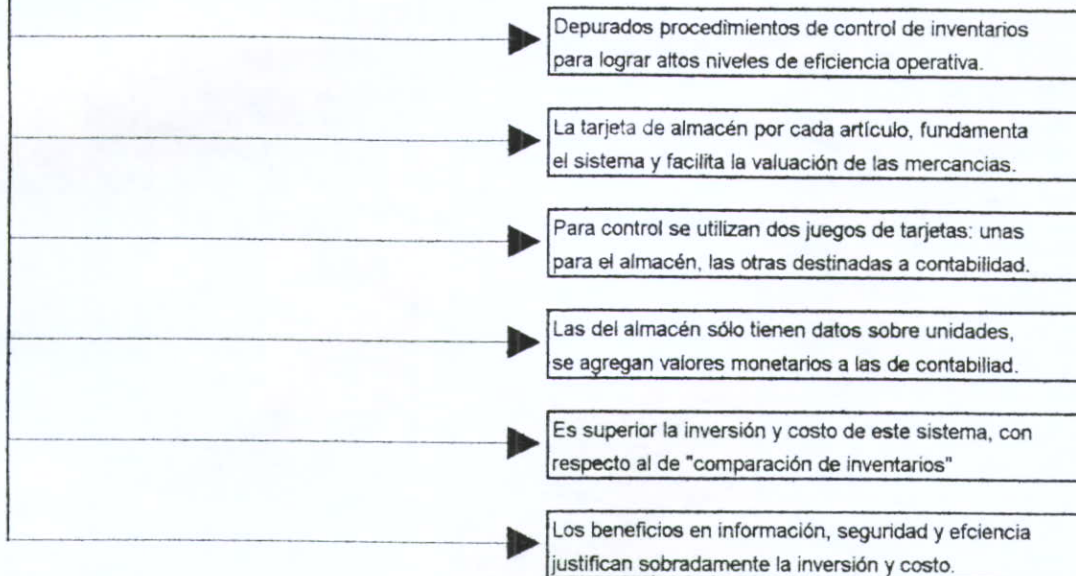 Depurados procedimientos de control de inventarios
para lograr altos niveles de eficiencia operativa.
La tarjeta de almacén por cada artículo, fundamenta
el sistema y facilita la valuación de las mercancias.
Para control se utilizan dos juegos de tarjetas: unas
para el almacén, las otras destinadas a contabilidad.
Las del almacén sólo tienen datos sobre unidades,
se agregan valores monetarios a las de contabiliad.
Es superior la inversión y costo de este sistema, con
respecto al de "comparación de inventarios"
Los beneficios en información, seguridad y efciencia
justifican sobradamente la inversión y costo.